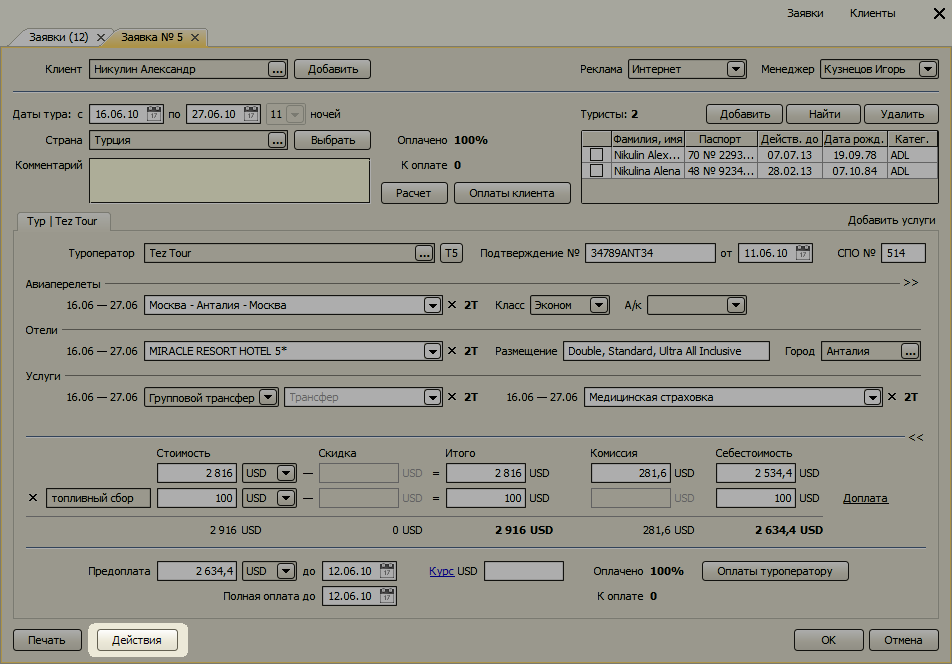 Заявки Клиенты
Заявки (12) Заявка № 5
Клиент Никулин Александр ... Добавить Реклама Интернет Менеджер Кузнецов Игорь
Даты тура: с 16.06.10 по 27.06.10 11 ночей Туристы: 2 Добавить Найти Удалить
Страна Турция ... Выбрать Оплачено 100%
Фамилия, имя Паспорт Действ. до Дата рожд. Катег.
Nikulin Alex... 70 № 2293... 07.07.13 19.09.78 ADL
Комментарий К оплате 0
Nikulina Alena 48 № 9234... 28.02.13 07.10.84 ADL
Расчет Оплаты клиента
Тур | Tez Tour Добавить услуги
Туроператор Tez Tour ... T5 Подтверждение № 34789ANT34 от 11.06.10 СПО № 514
Авиаперелеты >>
16.06 — 27.06 Москва - Анталия - Москва 2T Класс Эконом А/к
Отели
16.06 — 27.06 MIRACLE RESORT HOTEL 5* 2T Размещение Double, Standard, Ultra All Inclusive Город Анталия ...
Услуги
16.06 — 27.06 Групповой трансфер Трансфер 2T 16.06 — 27.06 Медицинская страховка 2T
<<
Стоимость Скидка Итого Комиссия Себестоимость
2 816 USD — USD = 2 816 USD 281,6 USD 2 534,4 USD
топливный сбор 100 USD — USD = 100 USD USD 100 USD Доплата
2 916 USD 0 USD 2 916 USD 281,6 USD 2 634,4 USD
Предоплата 2 634,4 USD до 12.06.10 Курс USD Оплачено 100% Оплаты туроператору
Полная оплата до 12.06.10 К оплате 0
Печать Действия OK Отмена